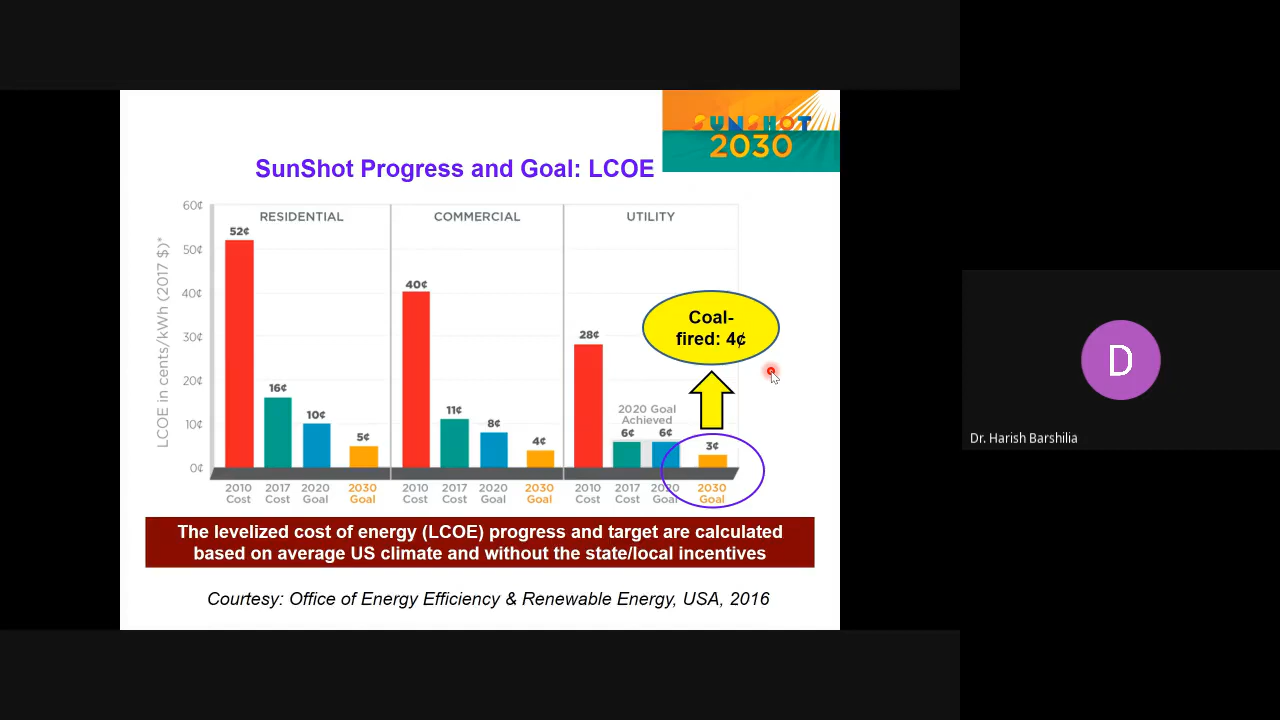 SUNSHOT
2030
SunShot Progress and Goal: LCOE
LCOE in cents/kWh (2017 $)*
60¢
50¢
40¢
30¢
20¢
10¢
0¢
RESIDENTIAL
52¢
16¢
10¢
5¢
2010 Cost
2017 Cost
2020 Goal
2030 Goal
COMMERCIAL
40¢
11¢
8¢
4¢
2010 Cost
2017 Cost
2020 Goal
2030 Goal
UTILITY
28¢
2020 Goal
Achieved
6¢
6¢
3¢
2010 Cost
2017 Cost
2020 Goal
2030 Goal
Coal-
fired: 4¢
The levelized cost of energy (LCOE) progress and target are calculated
based on average US climate and without the state/local incentives
Courtesy: Office of Energy Efficiency & Renewable Energy, USA, 2016
D
Dr. Harish Barshilia